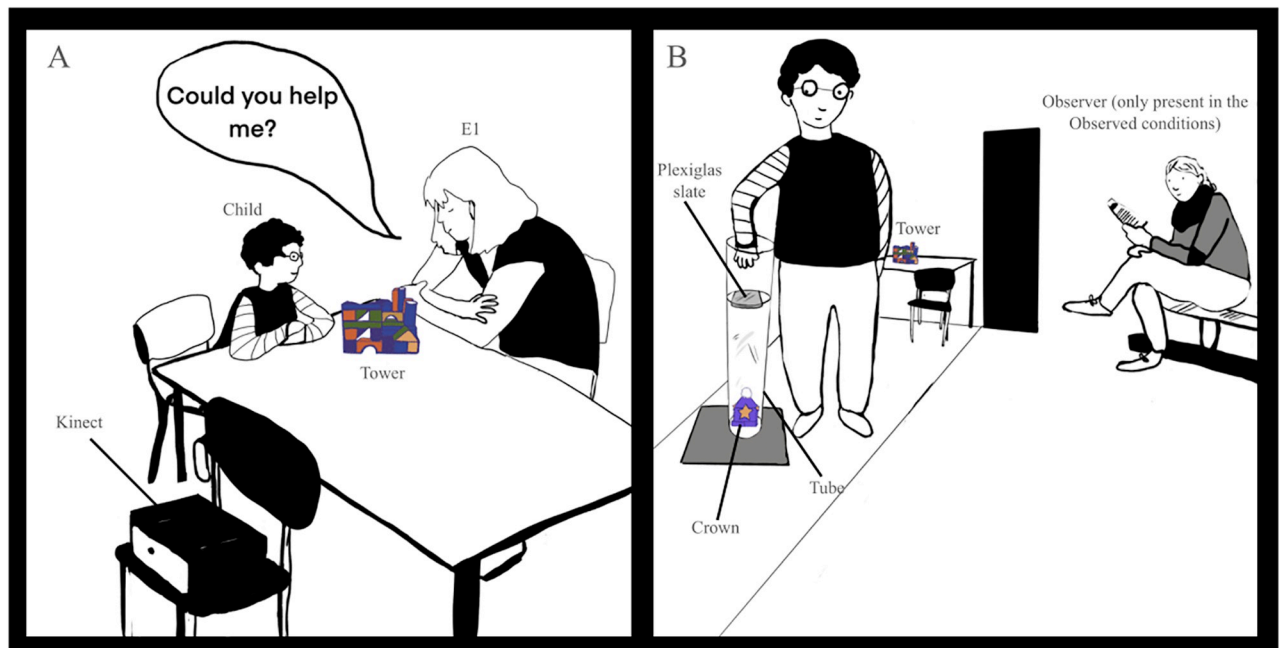 A
Could you help
me?
E1
Child
Tower
Kinect
B
Observer (only present in the
Observed conditions)
Plexiglas
slate
Tower
Tube
Crown